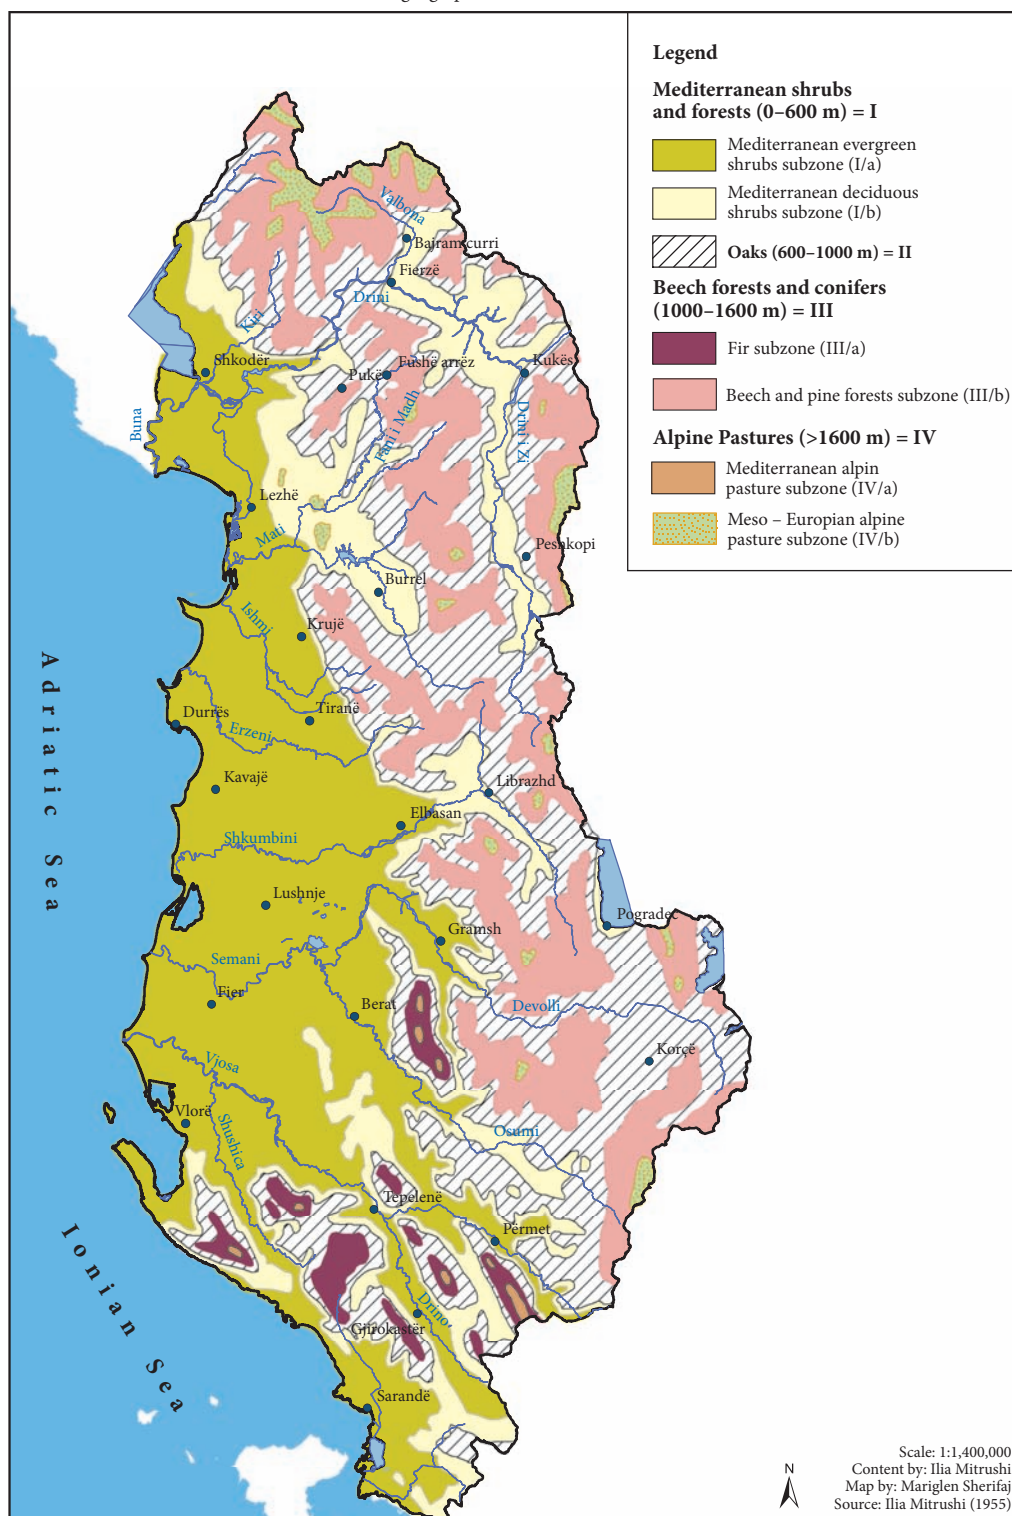 Legend
Mediterranean shrubs
and forests (0–600 m) = I
Mediterranean evergreen
shrubs subzone (I/a)
Mediterranean deciduous
shrubs subzone (I/b)
Oaks (600–1000 m) = II
Beech forests and conifers
(1000–1600 m) = III
Fir subzone (III/a)
Beech and pine forests subzone (III/b)
Alpine Pastures (>1600 m) = IV
Mediterranean alpin
pasture subzone (IV/a)
Meso – Europian alpine
pasture subzone (IV/b)
Valbona
Bajram curri
Fierzë
Drini
Kiri
Shkodër
Pukë
Fushë arrëz
Kukës
Buna
Fani i Madh
Drini i Zi
Lezhë
Mati
Peshkopi
Burrel
Ishmi
Krujë
Adriatic Sea
Durrës
Tiranë
Erzeni
Kavajë
Librazhd
Elbasan
Shkumbini
Lushnje
Pogradec
Gramsh
Semani
Fier
Berat
Devolli
Korçë
Vjosa
Vlorë
Shushica
Osumi
Tepelenë
Përmet
Ionian Sea
Drino
Gjirokastër
Sarandë
N
Scale: 1:1,400,000
Content by: Ilia Mitrushi
Map by: Mariglen Sherifaj
Source: Ilia Mitrushi (1955)